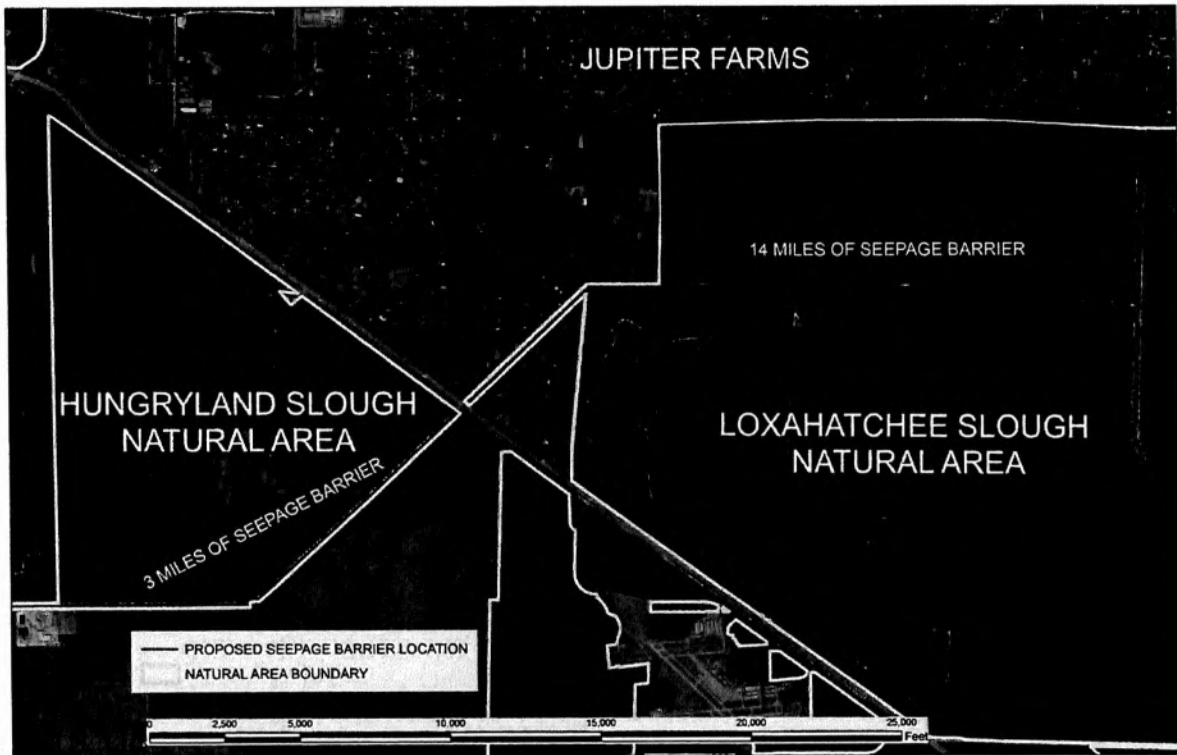 JUPITER FARMS
14 MILES OF SEEPAGE BARRIER
HUNGRYLAND SLOUGH
NATURAL AREA
LOXAHATCHEE SLOUGH
NATURAL AREA
3 MILES OF SEEPAGE BARRIER
PROPOSED SEEPAGE BARRIER LOCATION
NATURAL AREA BOUNDARY
0 2,500 5,000 10,000 15,000 20,000 25,000
Feet